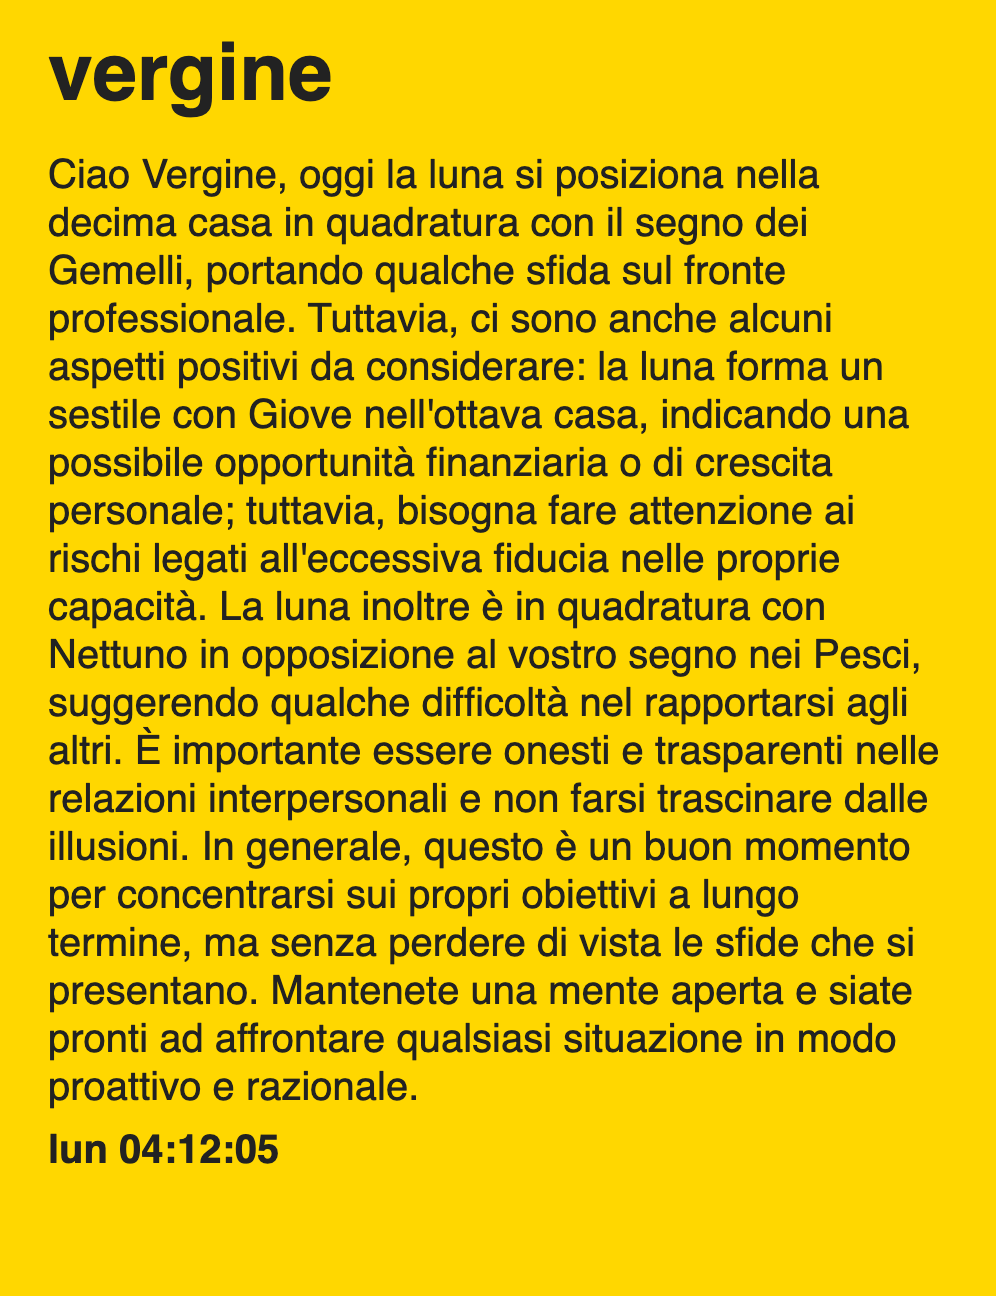 vergine
Ciao Vergine, oggi la luna si posiziona nella
decima casa in quadratura con il segno dei
Gemelli, portando qualche sfida sul fronte
professionale. Tuttavia, ci sono anche alcuni
aspetti positivi da considerare: la luna forma un
sestile con Giove nell'ottava casa, indicando una
possibile opportunità finanziaria o di crescita
personale; tuttavia, bisogna fare attenzione ai
rischi legati all'eccessiva fiducia nelle proprie
capacità. La luna inoltre è in quadratura con
Nettuno in opposizione al vostro segno nei Pesci,
suggerendo qualche difficoltà nel rapportarsi agli
altri. È importante essere onesti e trasparenti nelle
relazioni interpersonali e non farsi trascinare dalle
illusioni. In generale, questo è un buon momento
per concentrarsi sui propri obiettivi a lungo
termine, ma senza perdere di vista le sfide che si
presentano. Mantenete una mente aperta e siate
pronti ad affrontare qualsiasi situazione in modo
proattivo e razionale.
lun 04:12:05